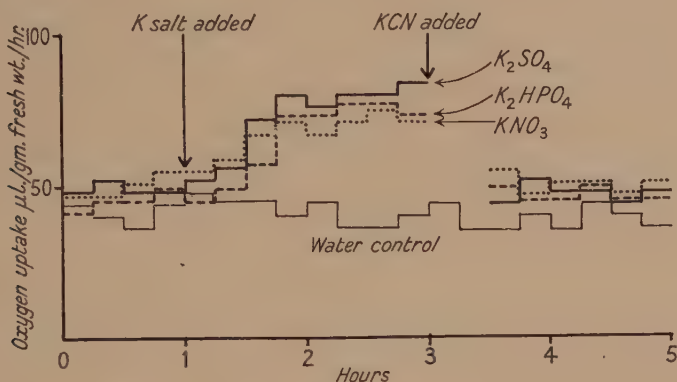 100
K salt added
KCN added
K₂SO₄
K₂HPO₄
KNO₃
50
Water control
Oxygen uptake µl./gm. fresh wt./hr.
0
1
2
3
4
5
Hours